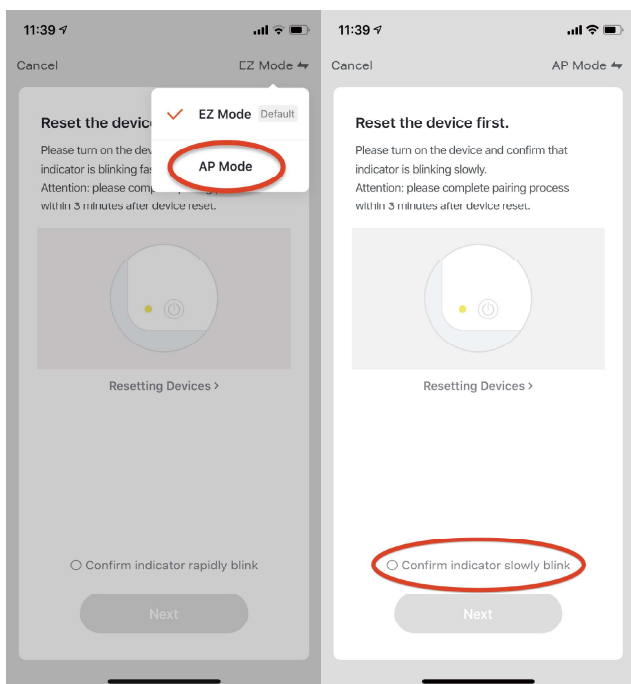 11:39
Cancel
EZ Mode
EZ Mode Default
AP Mode
Reset the devic
Please turn on the dev
indicator is blinking fas
Attention: please comp
within 3 minutes after device reset.
Resetting Devices >
Confirm indicator rapidly blink
Next
11:39
Cancel
AP Mode
Reset the device first.
Please turn on the device and confirm that
indicator is blinking slowly.
Attention: please complete pairing process
within 3 minutes after device reset.
Resetting Devices >
Confirm indicator slowly blink
Next